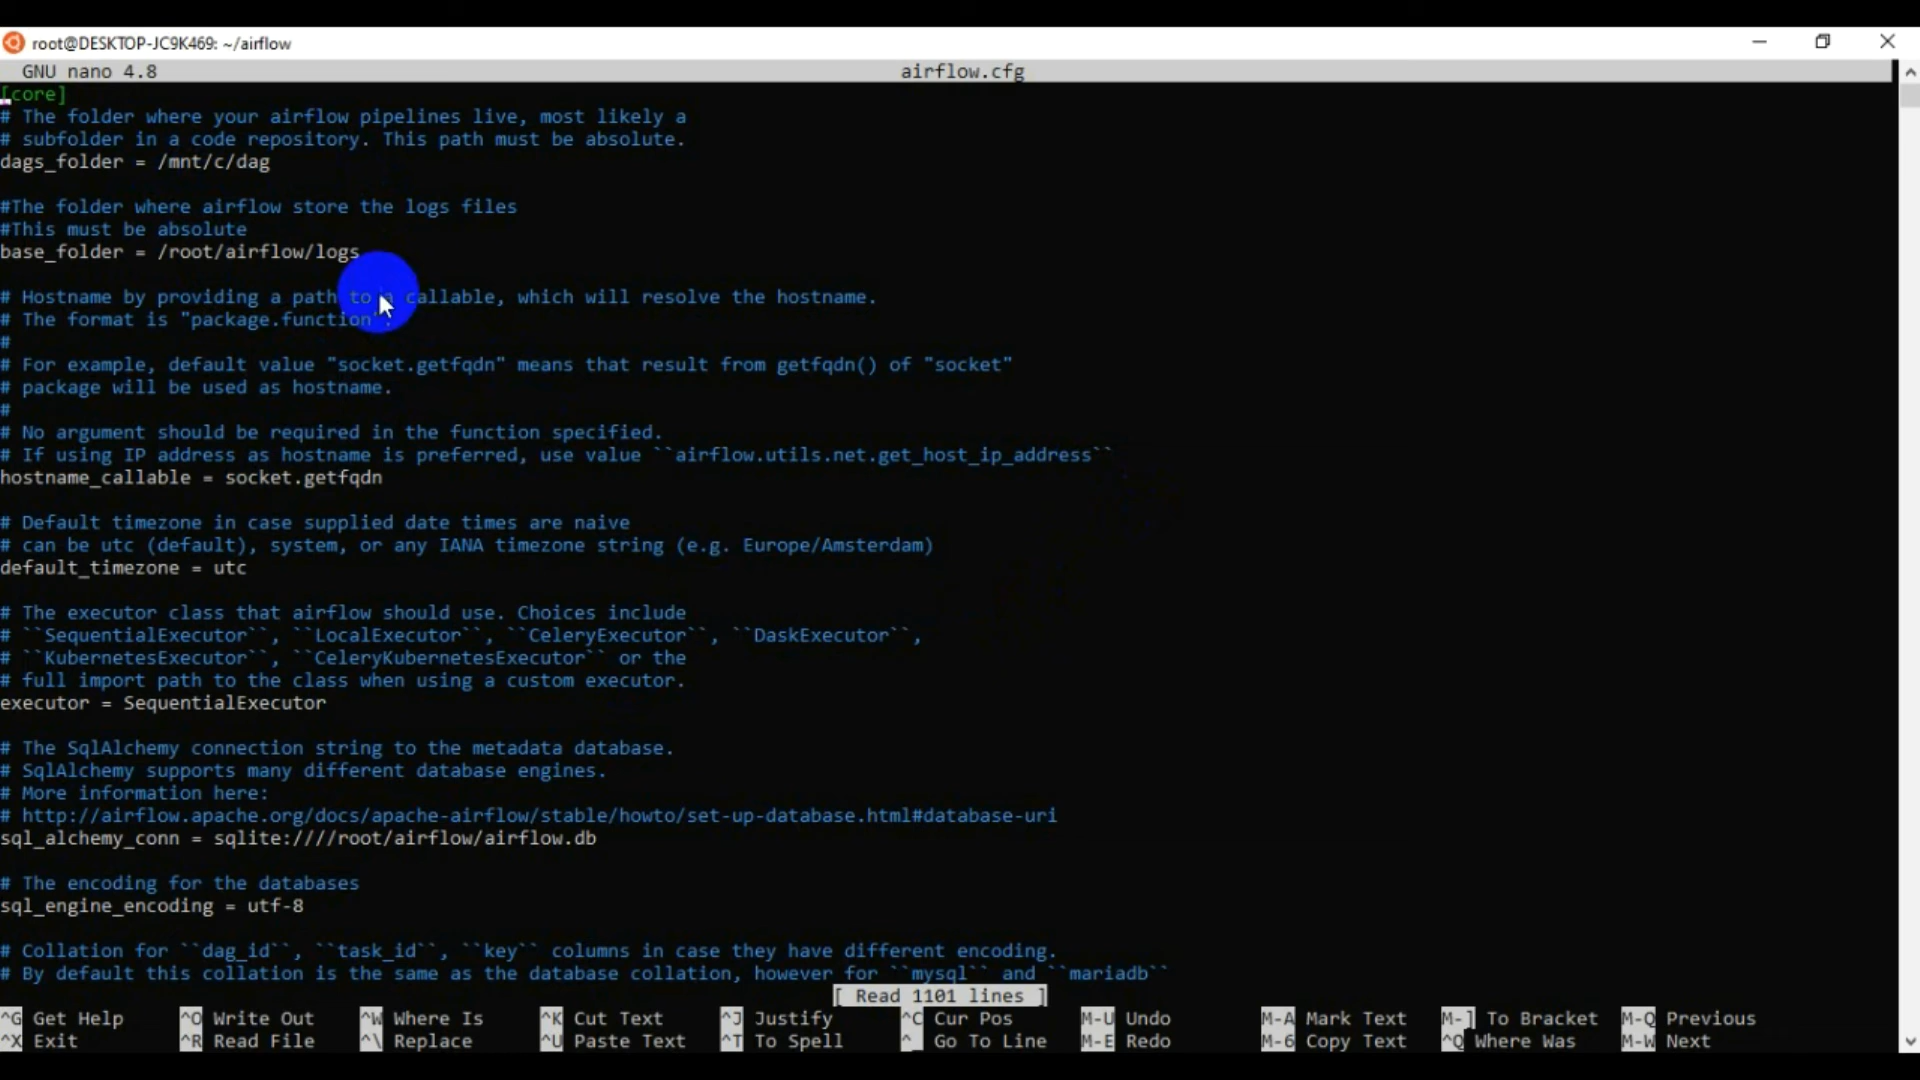 root@DESKTOP-JC9K469: ~/airflow
GNU nano 4.8 airflow.cfg
[core]
# The folder where your airflow pipelines live, most likely a
# subfolder in a code repository. This path must be absolute.
dags_folder = /mnt/c/dag
#The folder where airflow store the logs files
#This must be absolute
base_folder = /root/airflow/logs
# Hostname by providing a path to a callable, which will resolve the hostname.
# The format is "package.function".
#
# For example, default value "socket.getfqdn" means that result from getfqdn() of "socket"
# package will be used as hostname.
#
# No argument should be required in the function specified.
# If using IP address as hostname is preferred, use value ``airflow.utils.net.get_host_ip_address``
hostname_callable = socket.getfqdn
# Default timezone in case supplied date times are naive
# can be utc (default), system, or any IANA timezone string (e.g. Europe/Amsterdam)
default_timezone = utc
# The executor class that airflow should use. Choices include
# ``SequentialExecutor``, ``LocalExecutor``, ``CeleryExecutor``, ``DaskExecutor``,
# ``KubernetesExecutor``, ``CeleryKubernetesExecutor`` or the
# full import path to the class when using a custom executor.
executor = SequentialExecutor
# The SqlAlchemy connection string to the metadata database.
# SqlAlchemy supports many different database engines.
# More information here:
# http://airflow.apache.org/docs/apache-airflow/stable/howto/set-up-database.html#database-uri
sql_alchemy_conn = sqlite:////root/airflow/airflow.db
# The encoding for the databases
sql_engine_encoding = utf-8
# Collation for ``dag_id``, ``task_id``, ``key`` columns in case they have different encoding.
# By default this collation is the same as the database collation, however for ``mysql`` and ``mariadb``
[ Read 1101 lines ]
^G Get Help ^O Write Out ^W Where Is ^K Cut Text ^J Justify ^C Cur Pos M-U Undo M-A Mark Text M-] To Bracket M-Q Previous
^X Exit ^R Read File ^\ Replace ^U Paste Text ^T To Spell ^_ Go To Line M-E Redo M-6 Copy Text ^Q Where Was M-W Next